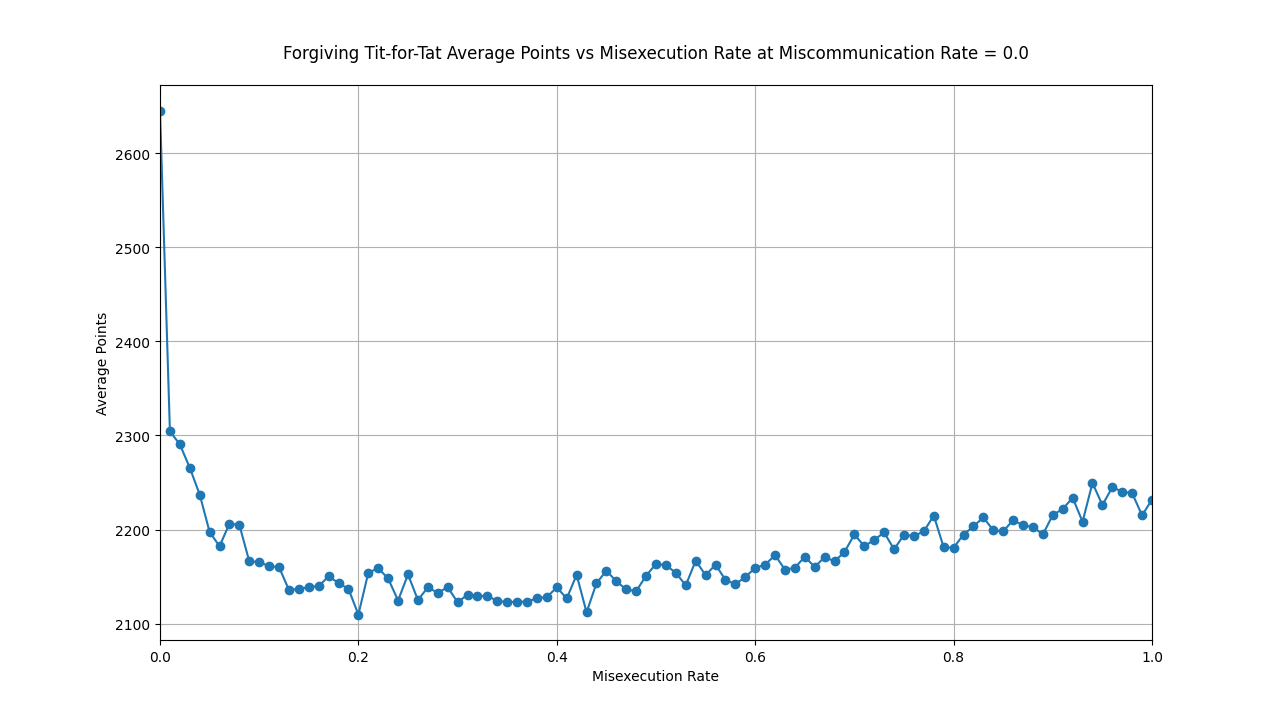 Forgiving Tit-for-Tat Average Points vs Misexecution Rate at Miscommunication Rate = 0.0
2600
2500
2400
2300
2200
2100
Average Points
0.0 0.2 0.4 0.6 0.8 1.0
Misexecution Rate